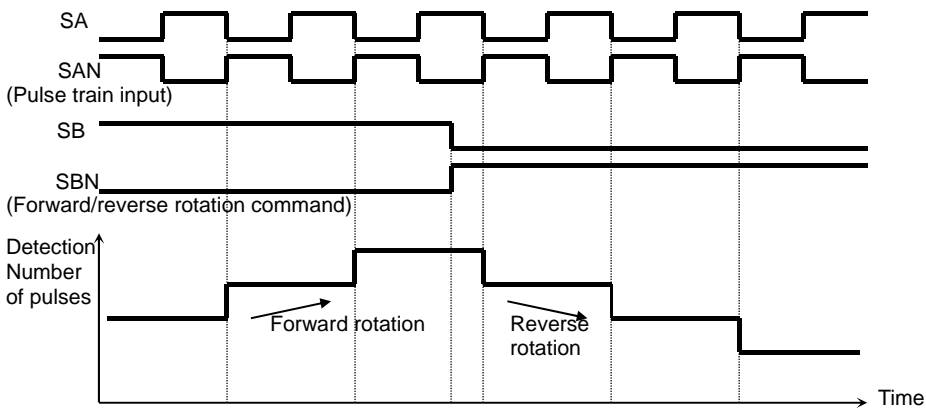 SA
SAN
(Pulse train input)
SB
SBN
(Forward/reverse rotation command)
Detection
Number
of pulses
Forward rotation
Reverse
rotation
Time